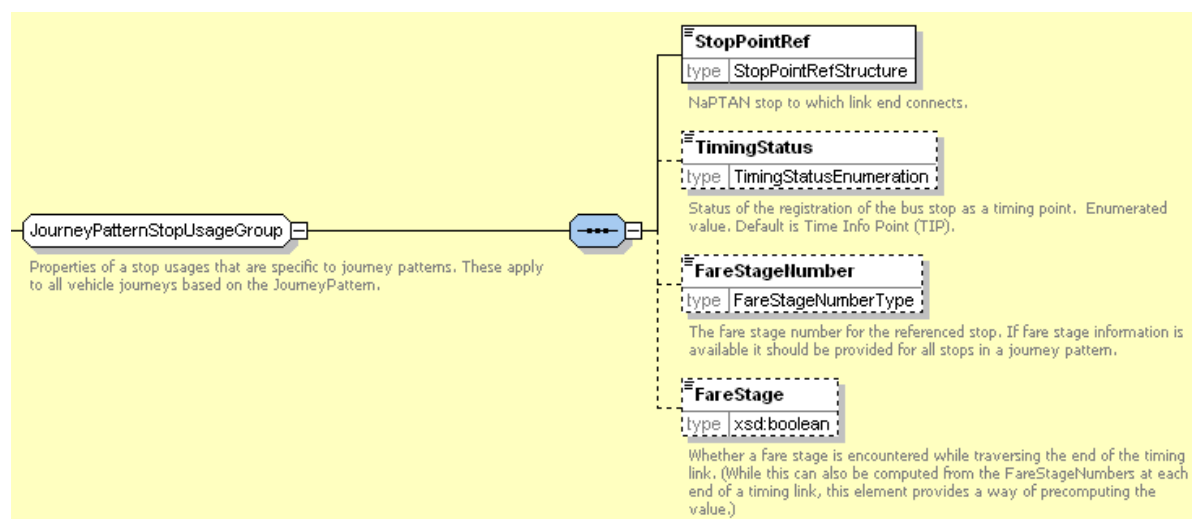 StopPointRef
type StopPointRefStructure
NaPTAN stop to which link end connects.
TimingStatus
type TimingStatusEnumeration
Status of the registration of the bus stop as a timing point. Enumerated
value. Default is Time Info Point (TIP).
JourneyPatternStopUsageGroup
Properties of a stop usages that are specific to journey patterns. These apply
to all vehicle journeys based on the JourneyPattern.
FareStageNumber
type FareStageNumberType
The fare stage number for the referenced stop. If fare stage information is
available it should be provided for all stops in a journey pattern.
FareStage
type xsd:boolean
Whether a fare stage is encountered while traversing the end of the timing
link. (While this can also be computed from the FareStageNumbers at each
end of a timing link, this element provides a way of precomputing the
value.)